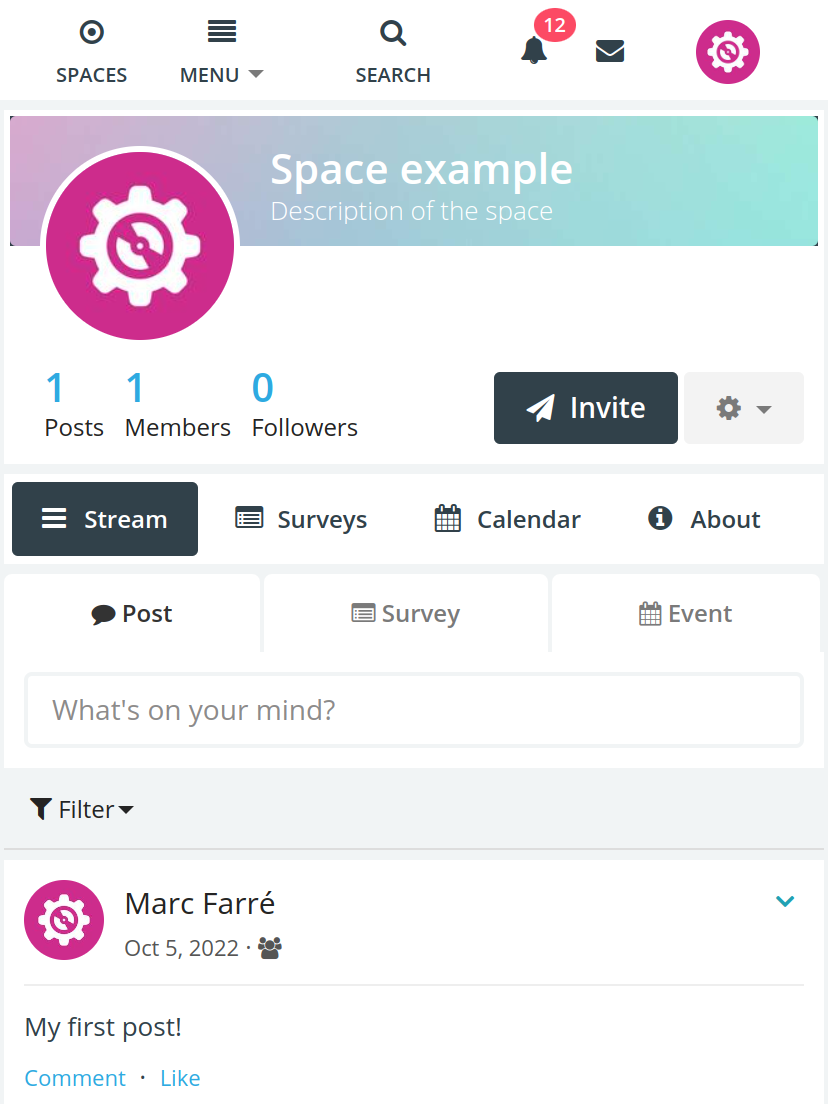 12
SPACES MENU SEARCH
Space example
Description of the space
1 1 0
Posts Members Followers
Invite
Stream Surveys Calendar About
Post Survey Event
What's on your mind?
Filter
Marc Farré
Oct 5, 2022 ·
My first post!
Comment · Like